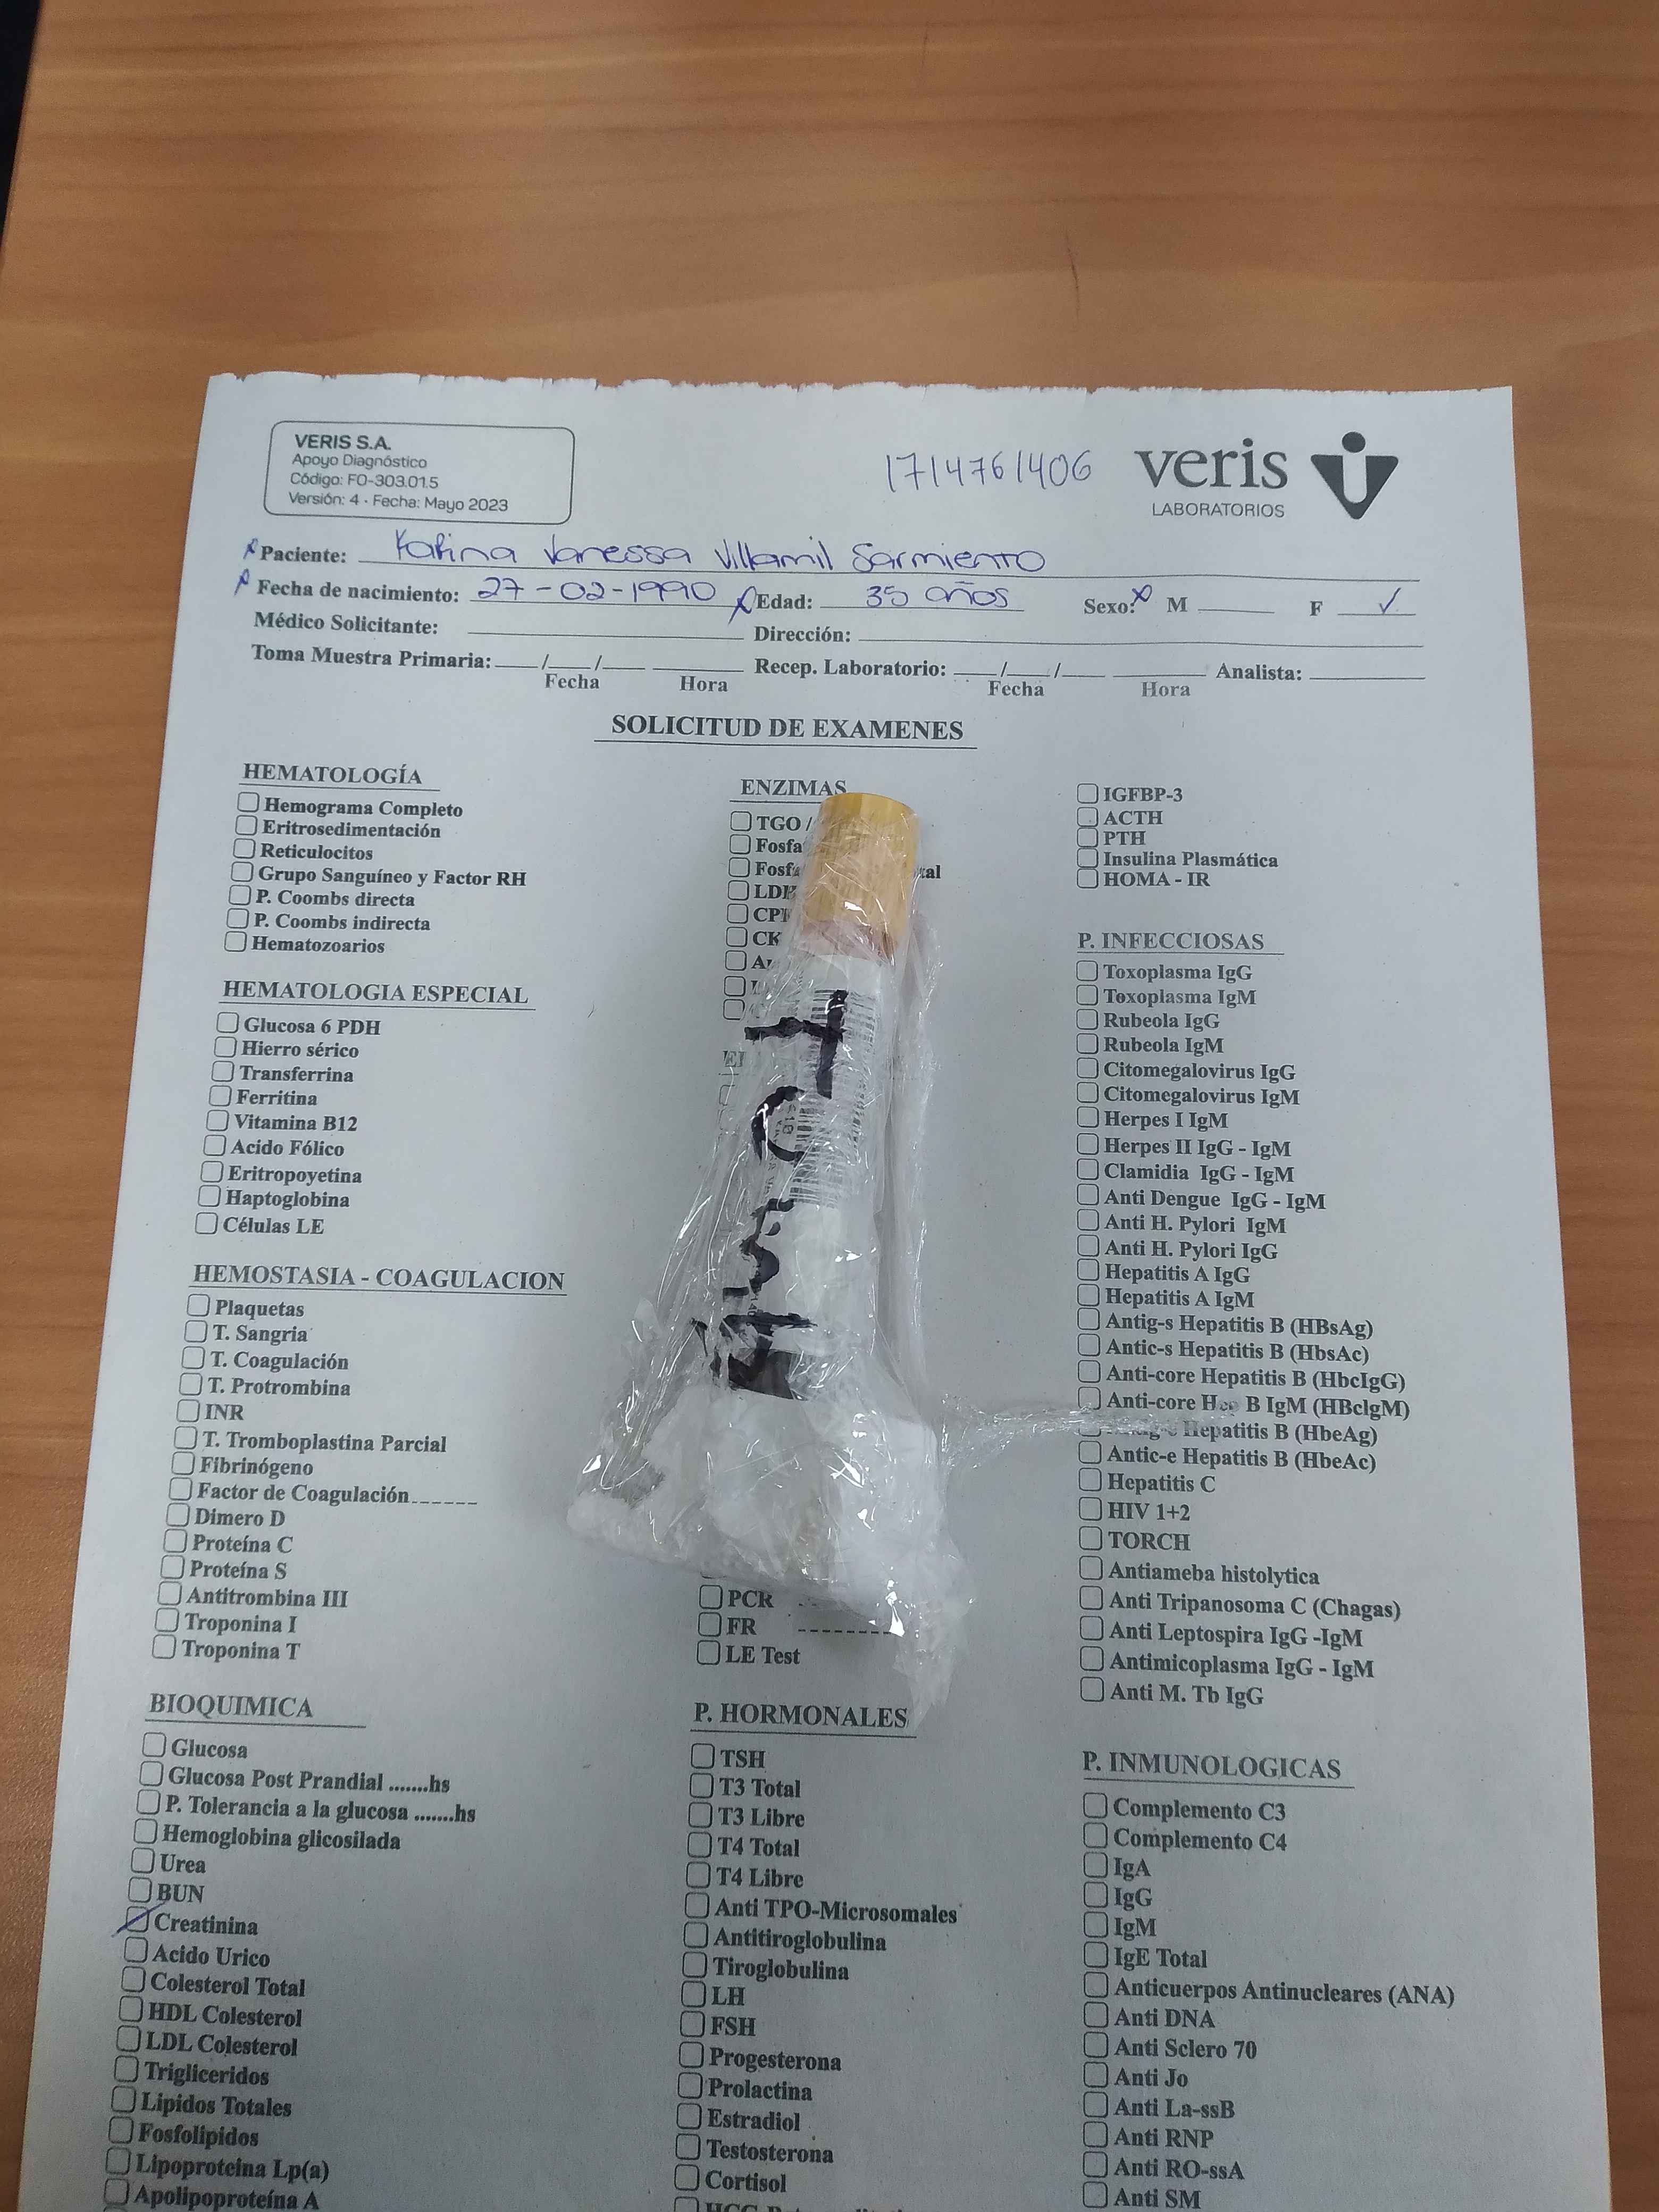 VERIS S.A.
Apoyo Diagnóstico
Código: FO-303.01.5
Versión: 4 - Fecha: Mayo 2023
1714761406
veris
LABORATORIOS
Paciente: Karina Vanessa Villamil Sarmiento
Fecha de nacimiento: 27-02-1990 Edad: 35 años Sexo: M F ✓
Médico Solicitante: Dirección:
Toma Muestra Primaria: / / Recep. Laboratorio: / / Analista:
Fecha Hora Fecha Hora
SOLICITUD DE EXAMENES
HEMATOLOGÍA
Hemograma Completo
Eritrosedimentación
Reticulocitos
Grupo Sanguíneo y Factor RH
P. Coombs directa
P. Coombs indirecta
Hematozoarios
HEMATOLOGIA ESPECIAL
Glucosa 6 PDH
Hierro sérico
Transferrina
Ferritina
Vitamina B12
Acido Fólico
Eritropoyetina
Haptoglobina
Células LE
HEMOSTASIA - COAGULACION
Plaquetas
T. Sangria
T. Coagulación
T. Protrombina
INR
T. Tromboplastina Parcial
Fibrinógeno
Factor de Coagulación
Dimero D
Proteína C
Proteína S
Antitrombina III
Troponina I
Troponina T
BIOQUIMICA
Glucosa
Glucosa Post Prandial .......hs
P. Tolerancia a la glucosa .......hs
Hemoglobina glicosilada
Urea
BUN
Creatinina
Acido Urico
Colesterol Total
HDL Colesterol
LDL Colesterol
Trigliceridos
Lipidos Totales
Fosfolipidos
Lipoproteina Lp(a)
Apolipoproteína A
ENZIMAS
TGO /
LDH
CK
PCR
FR
LE Test
P. HORMONALES
TSH
T3 Total
T3 Libre
T4 Total
T4 Libre
Anti TPO-Microsomales
Antitiroglobulina
Tiroglobulina
LH
FSH
Progesterona
Prolactina
Estradiol
Testosterona
Cortisol
IGFBP-3
ACTH
PTH
Insulina Plasmática
HOMA - IR
P. INFECCIOSAS
Toxoplasma IgG
Toxoplasma IgM
Rubeola IgG
Rubeola IgM
Citomegalovirus IgG
Citomegalovirus IgM
Herpes I IgM
Herpes II IgG - IgM
Clamidia IgG - IgM
Anti Dengue IgG - IgM
Anti H. Pylori IgM
Anti H. Pylori IgG
Hepatitis A IgG
Hepatitis A IgM
Antig-s Hepatitis B (HBsAg)
Antic-s Hepatitis B (HbsAc)
Anti-core Hepatitis B (HbcIgG)
Anti-core Hep B IgM (HBcIgM)
Hepatitis B (HbeAg)
Antic-e Hepatitis B (HbeAc)
Hepatitis C
HIV 1+2
TORCH
Antiameba histolytica
Anti Tripanosoma C (Chagas)
Anti Leptospira IgG -IgM
Antimicoplasma IgG - IgM
Anti M. Tb IgG
P. INMUNOLOGICAS
Complemento C3
Complemento C4
IgA
IgG
IgM
IgE Total
Anticuerpos Antinucleares (ANA)
Anti DNA
Anti Sclero 70
Anti Jo
Anti La-ssB
Anti RNP
Anti RO-ssA
Anti SM